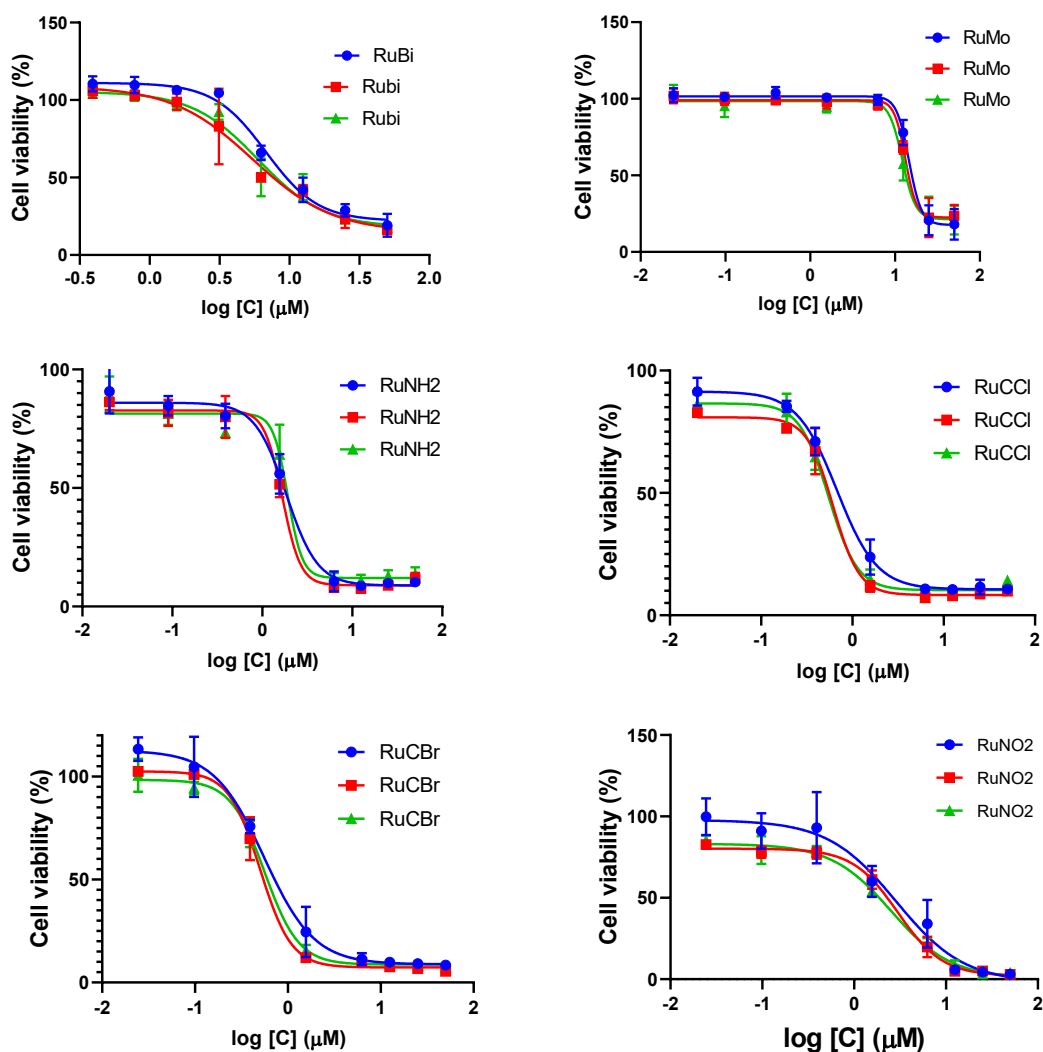 RuBi
Rubi
Rubi
Cell viability (%)
150
100
50
0
-0.5 0.0 0.5 1.0 1.5 2.0
log [C] (μM)
RuMo
RuMo
RuMo
Cell viability (%)
150
100
50
0
-2 -1 0 1 2
log [C] (μM)
RuNH2
RuNH2
RuNH2
Cell viability (%)
100
50
0
-2 -1 0 1 2
log [C] (μM)
RuCCl
RuCCl
RuCCl
Cell viability (%)
100
50
0
-2 -1 0 1 2
log [C] (μM)
RuCBr
RuCBr
RuCBr
Cell viability (%)
100
50
0
-2 -1 0 1 2
log [C] (μM)
RuNO2
RuNO2
RuNO2
Cell viability (%)
150
100
50
0
-2 -1 0 1 2
log [C] (μM)